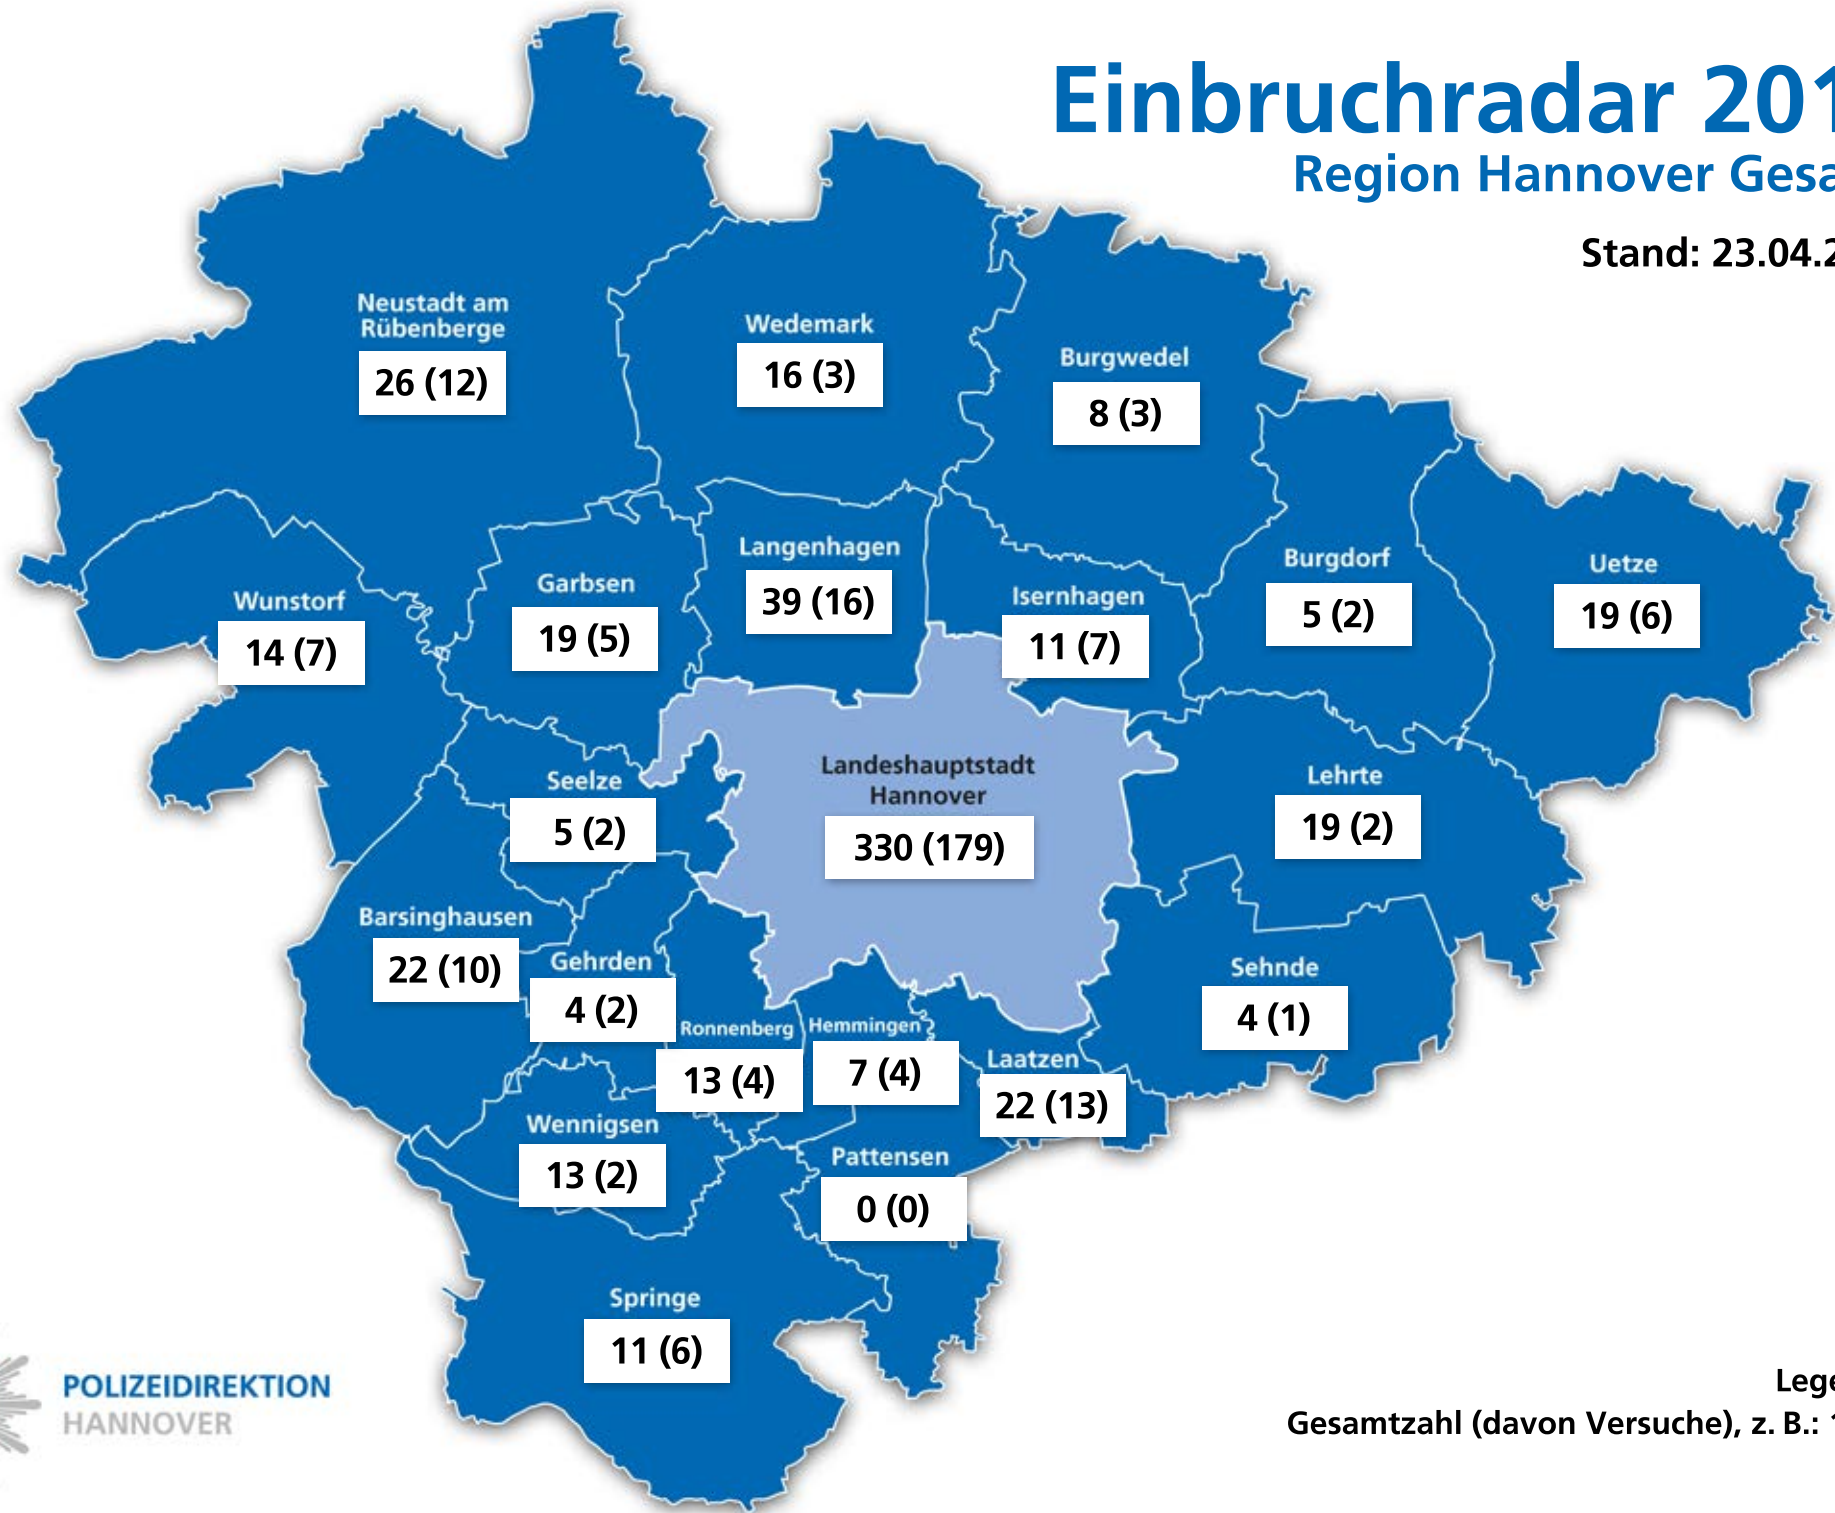 Einbruchradar 201
Region Hannover Gesa
Stand: 23.04.2
Neustadt am
Rübenberge
26 (12)
Wedemark
16 (3)
Burgwedel
8 (3)
Langenhagen
39 (16)
Garbsen
19 (5)
Wunstorf
14 (7)
Isernhagen
11 (7)
Burgdorf
5 (2)
Uetze
19 (6)
Seelze
5 (2)
Landeshauptstadt
Hannover
330 (179)
Lehrte
19 (2)
Barsinghausen
22 (10)
Gehrden
4 (2)
Sehnde
4 (1)
Ronnenberg
13 (4)
Hemmingen
7 (4)
Laatzen
22 (13)
Wennigsen
13 (2)
Pattensen
0 (0)
Springe
11 (6)
POLIZEIDIREKTION
HANNOVER
Lege
Gesamtzahl (davon Versuche), z. B.: 1